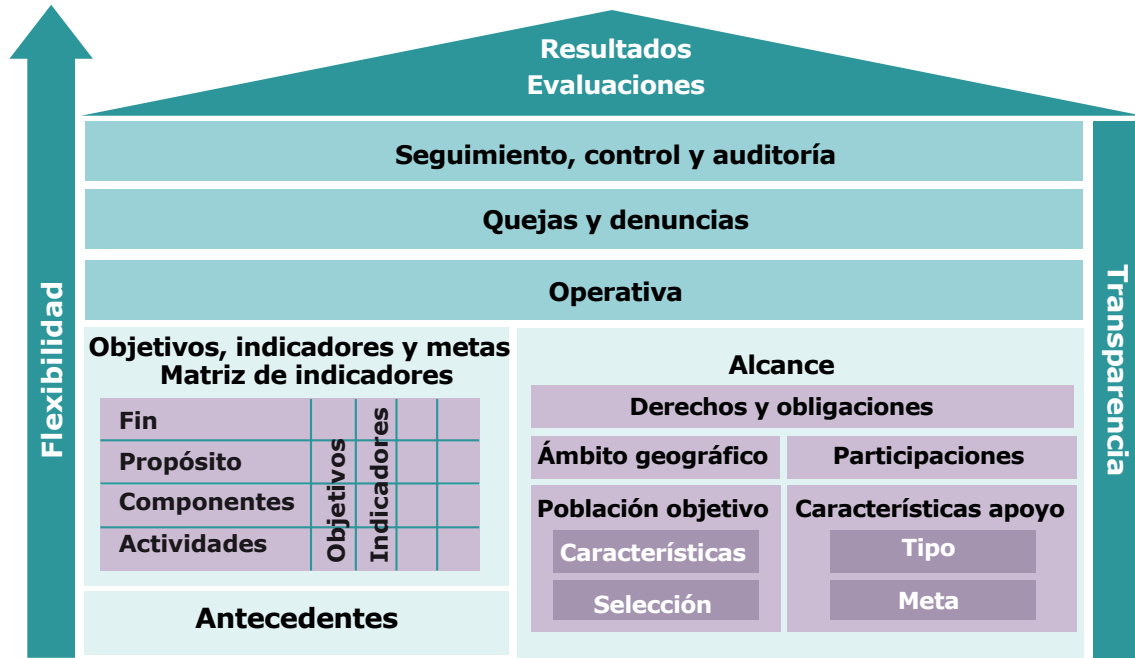 Resultados
Evaluaciones
Seguimiento, control y auditoría
Quejas y denuncias
Operativa
Flexibilidad
Transparencia
Objetivos, indicadores y metas
Matriz de indicadores
Fin
Propósito
Componentes
Actividades
Objetivos
Indicadores
Antecedentes
Alcance
Derechos y obligaciones
Ámbito geográfico
Participaciones
Población objetivo
Características
Selección
Características apoyo
Tipo
Meta